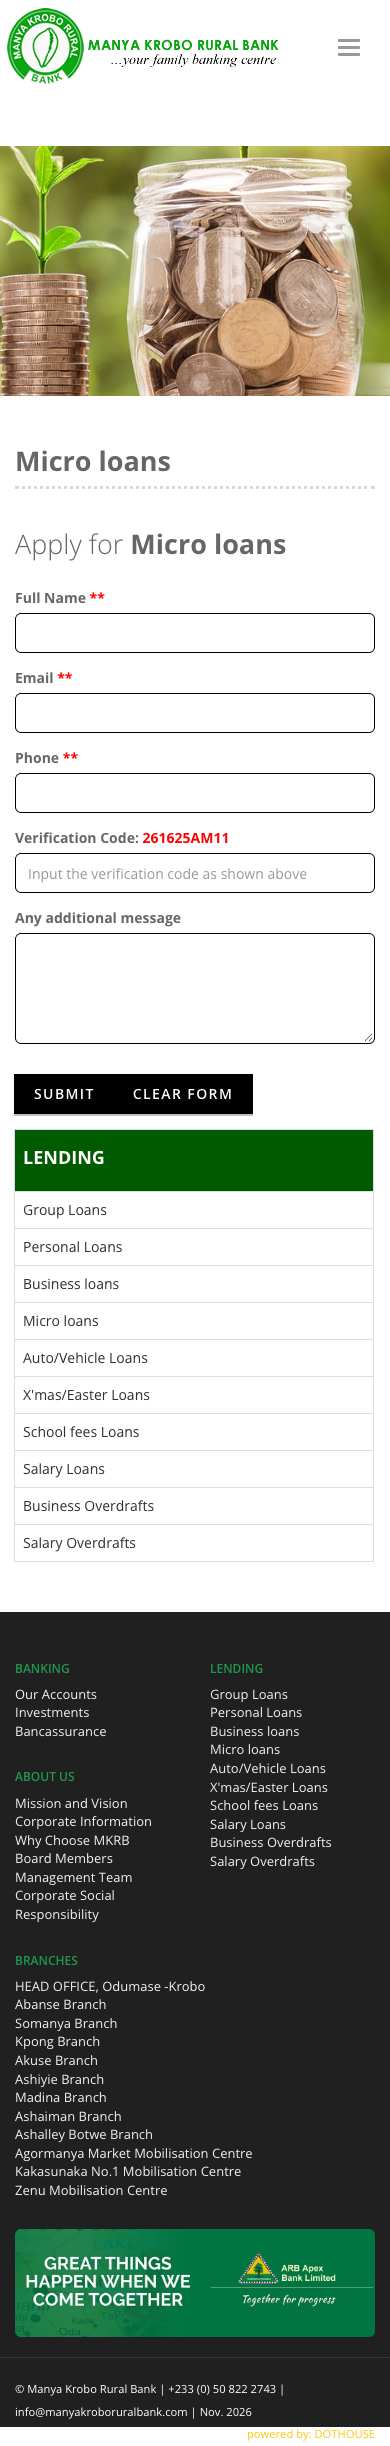 MANYA KROBO RURAL
BANK
MANYA KROBO RURAL BANK
...your family banking centre
Micro loans
Apply for Micro loans
Full Name **
Email **
Phone **
Verification Code: 261625AM11
Input the verification code as shown above
Any additional message
SUBMIT CLEAR FORM
LENDING
Group Loans
Personal Loans
Business loans
Micro loans
Auto/Vehicle Loans
X'mas/Easter Loans
School fees Loans
Salary Loans
Business Overdrafts
Salary Overdrafts
BANKING
Our Accounts
Investments
Bancassurance
ABOUT US
Mission and Vision
Corporate Information
Why Choose MKRB
Board Members
Management Team
Corporate Social
Responsibility
LENDING
Group Loans
Personal Loans
Business loans
Micro loans
Auto/Vehicle Loans
X'mas/Easter Loans
School fees Loans
Salary Loans
Business Overdrafts
Salary Overdrafts
BRANCHES
HEAD OFFICE, Odumase -Krobo
Abanse Branch
Somanya Branch
Kpong Branch
Akuse Branch
Ashiyie Branch
Madina Branch
Ashaiman Branch
Ashalley Botwe Branch
Agormanya Market Mobilisation Centre
Kakasunaka No.1 Mobilisation Centre
Zenu Mobilisation Centre
GREAT THINGS
HAPPEN WHEN WE
COME TOGETHER
ARB Apex
Bank Limited
Together for progress
© Manya Krobo Rural Bank | +233 (0) 50 822 2743 |
info@manyakroboruralbank.com | Nov. 2026
powered by: DOTHOUSE